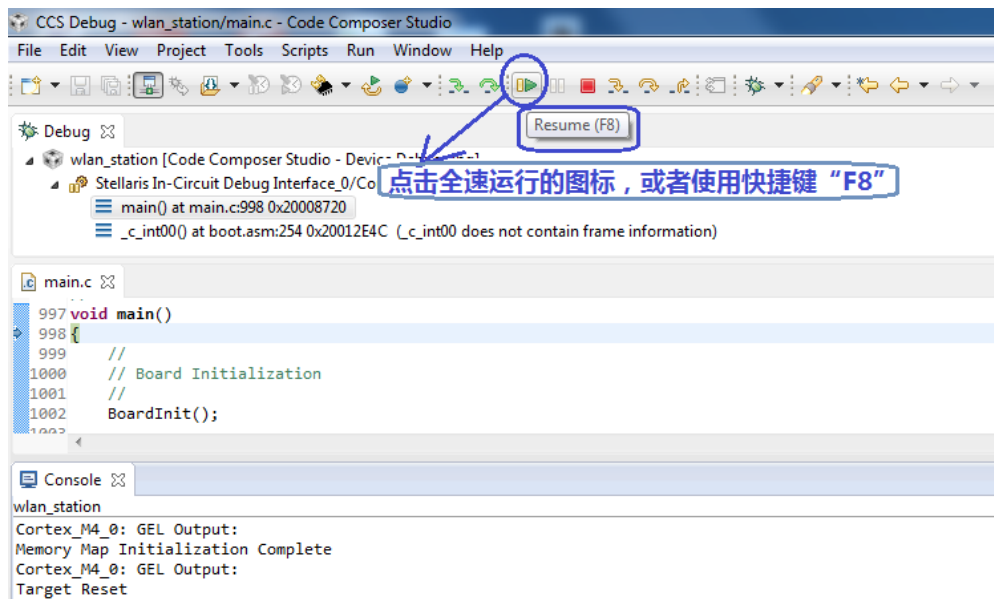 CCS Debug - wlan_station/main.c - Code Composer Studio
File Edit View Project Tools Scripts Run Window Help
Resume (F8)
Debug
wlan_station [Code Composer Studio - Device
点击全速运行的图标，或者使用快捷键“F8”
Stellaris In-Circuit Debug Interface_0/Co
main() at main.c:998 0x20008720
_c_int00() at boot.asm:254 0x20012E4C (_c_int00 does not contain frame information)
main.c
997 void main()
998 {
999 //
1000 // Board Initialization
1001 //
1002 BoardInit();
1003
Console
wlan_station
Cortex_M4_0: GEL Output:
Memory Map Initialization Complete
Cortex_M4_0: GEL Output:
Target Reset